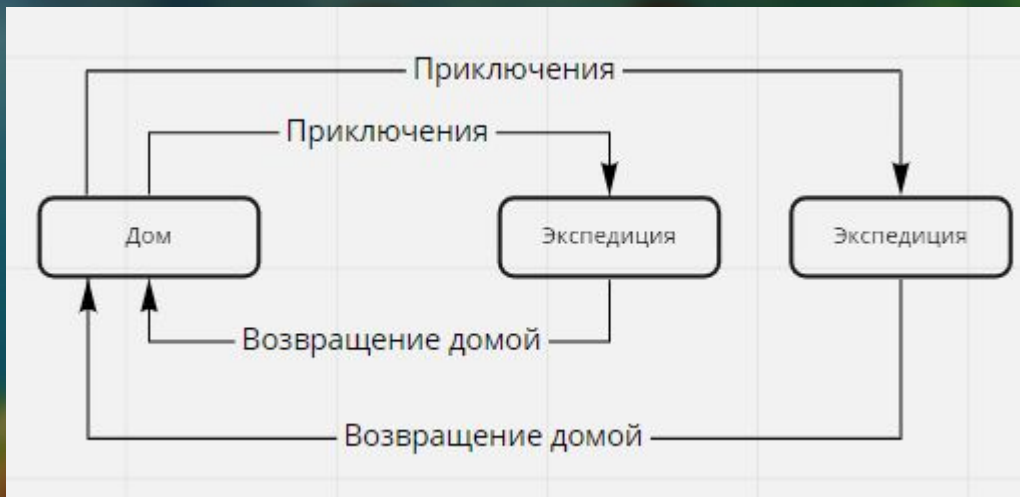 Приключения
Приключения
Дом
Экспедиция
Экспедиция
Возвращение домой
Возвращение домой